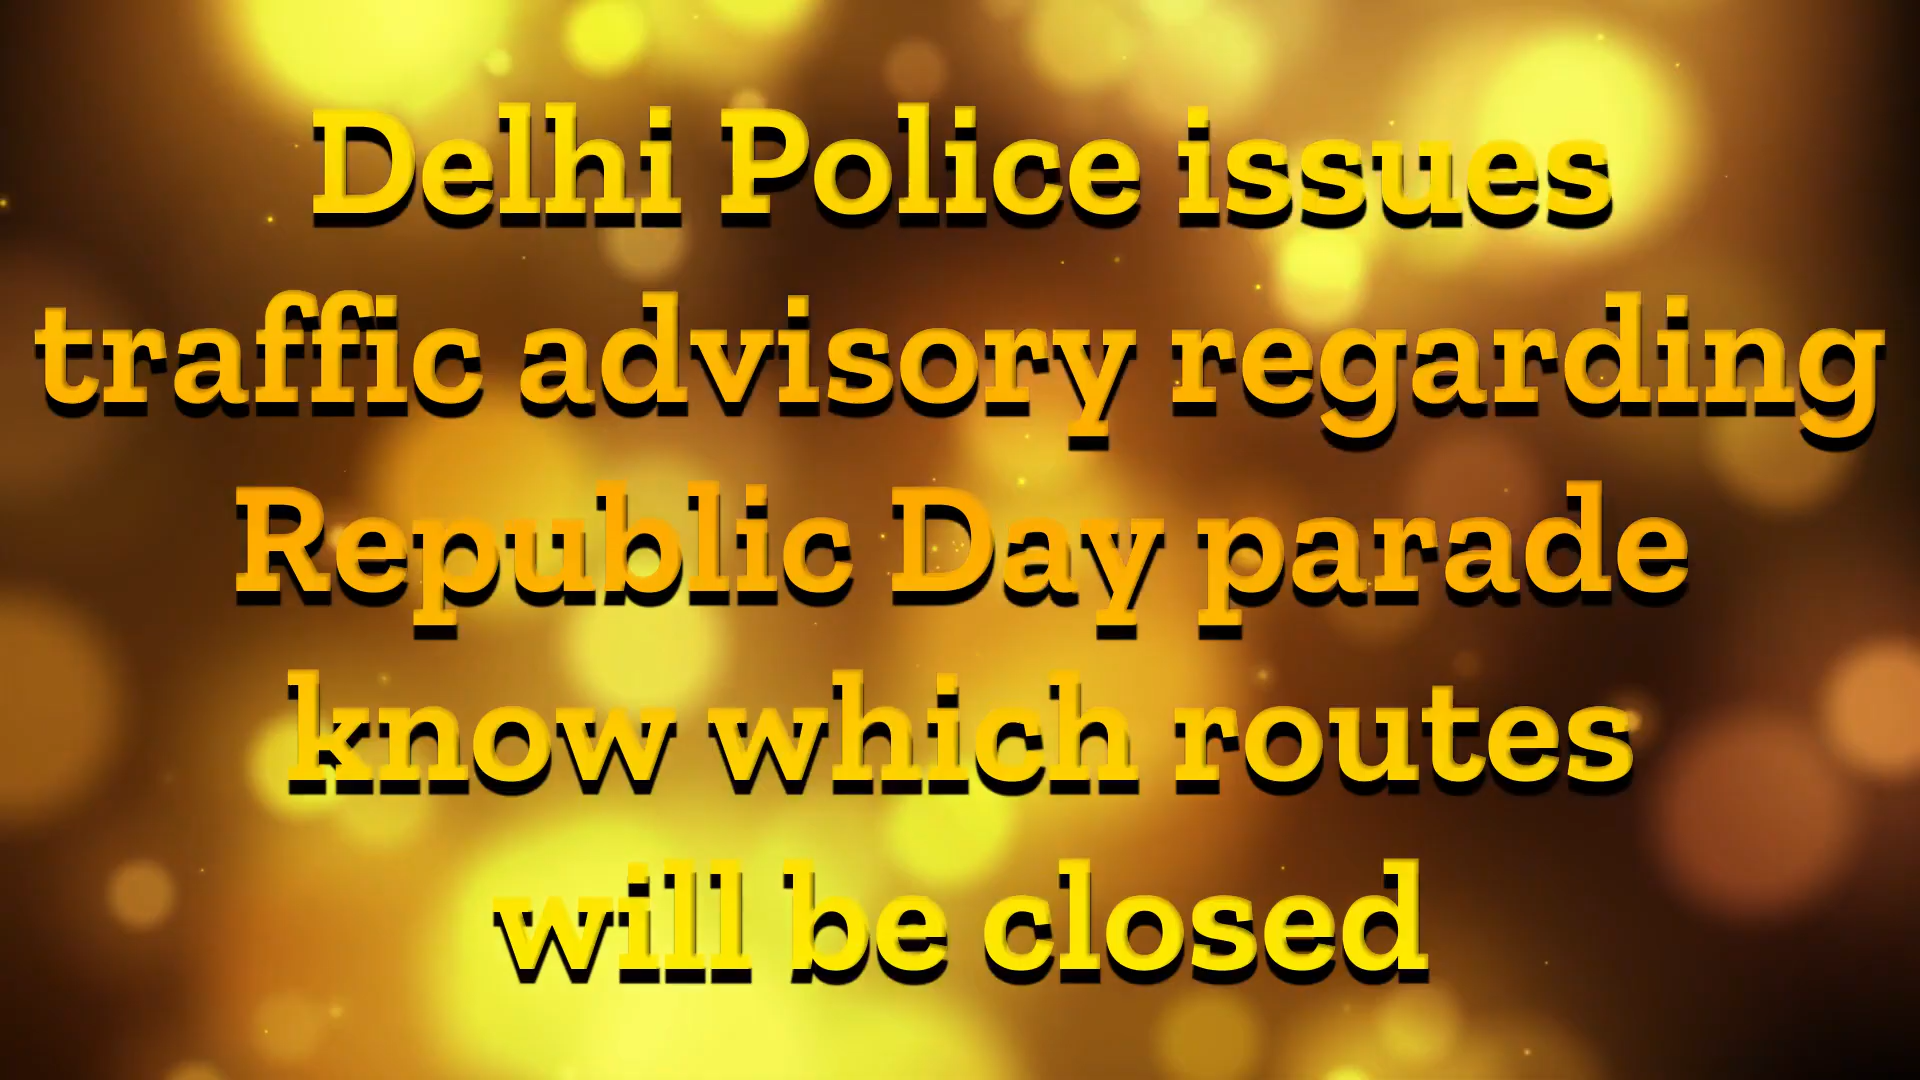 Delhi Police issues
traffic advisory regarding
Republic Day parade
know which routes
will be closed